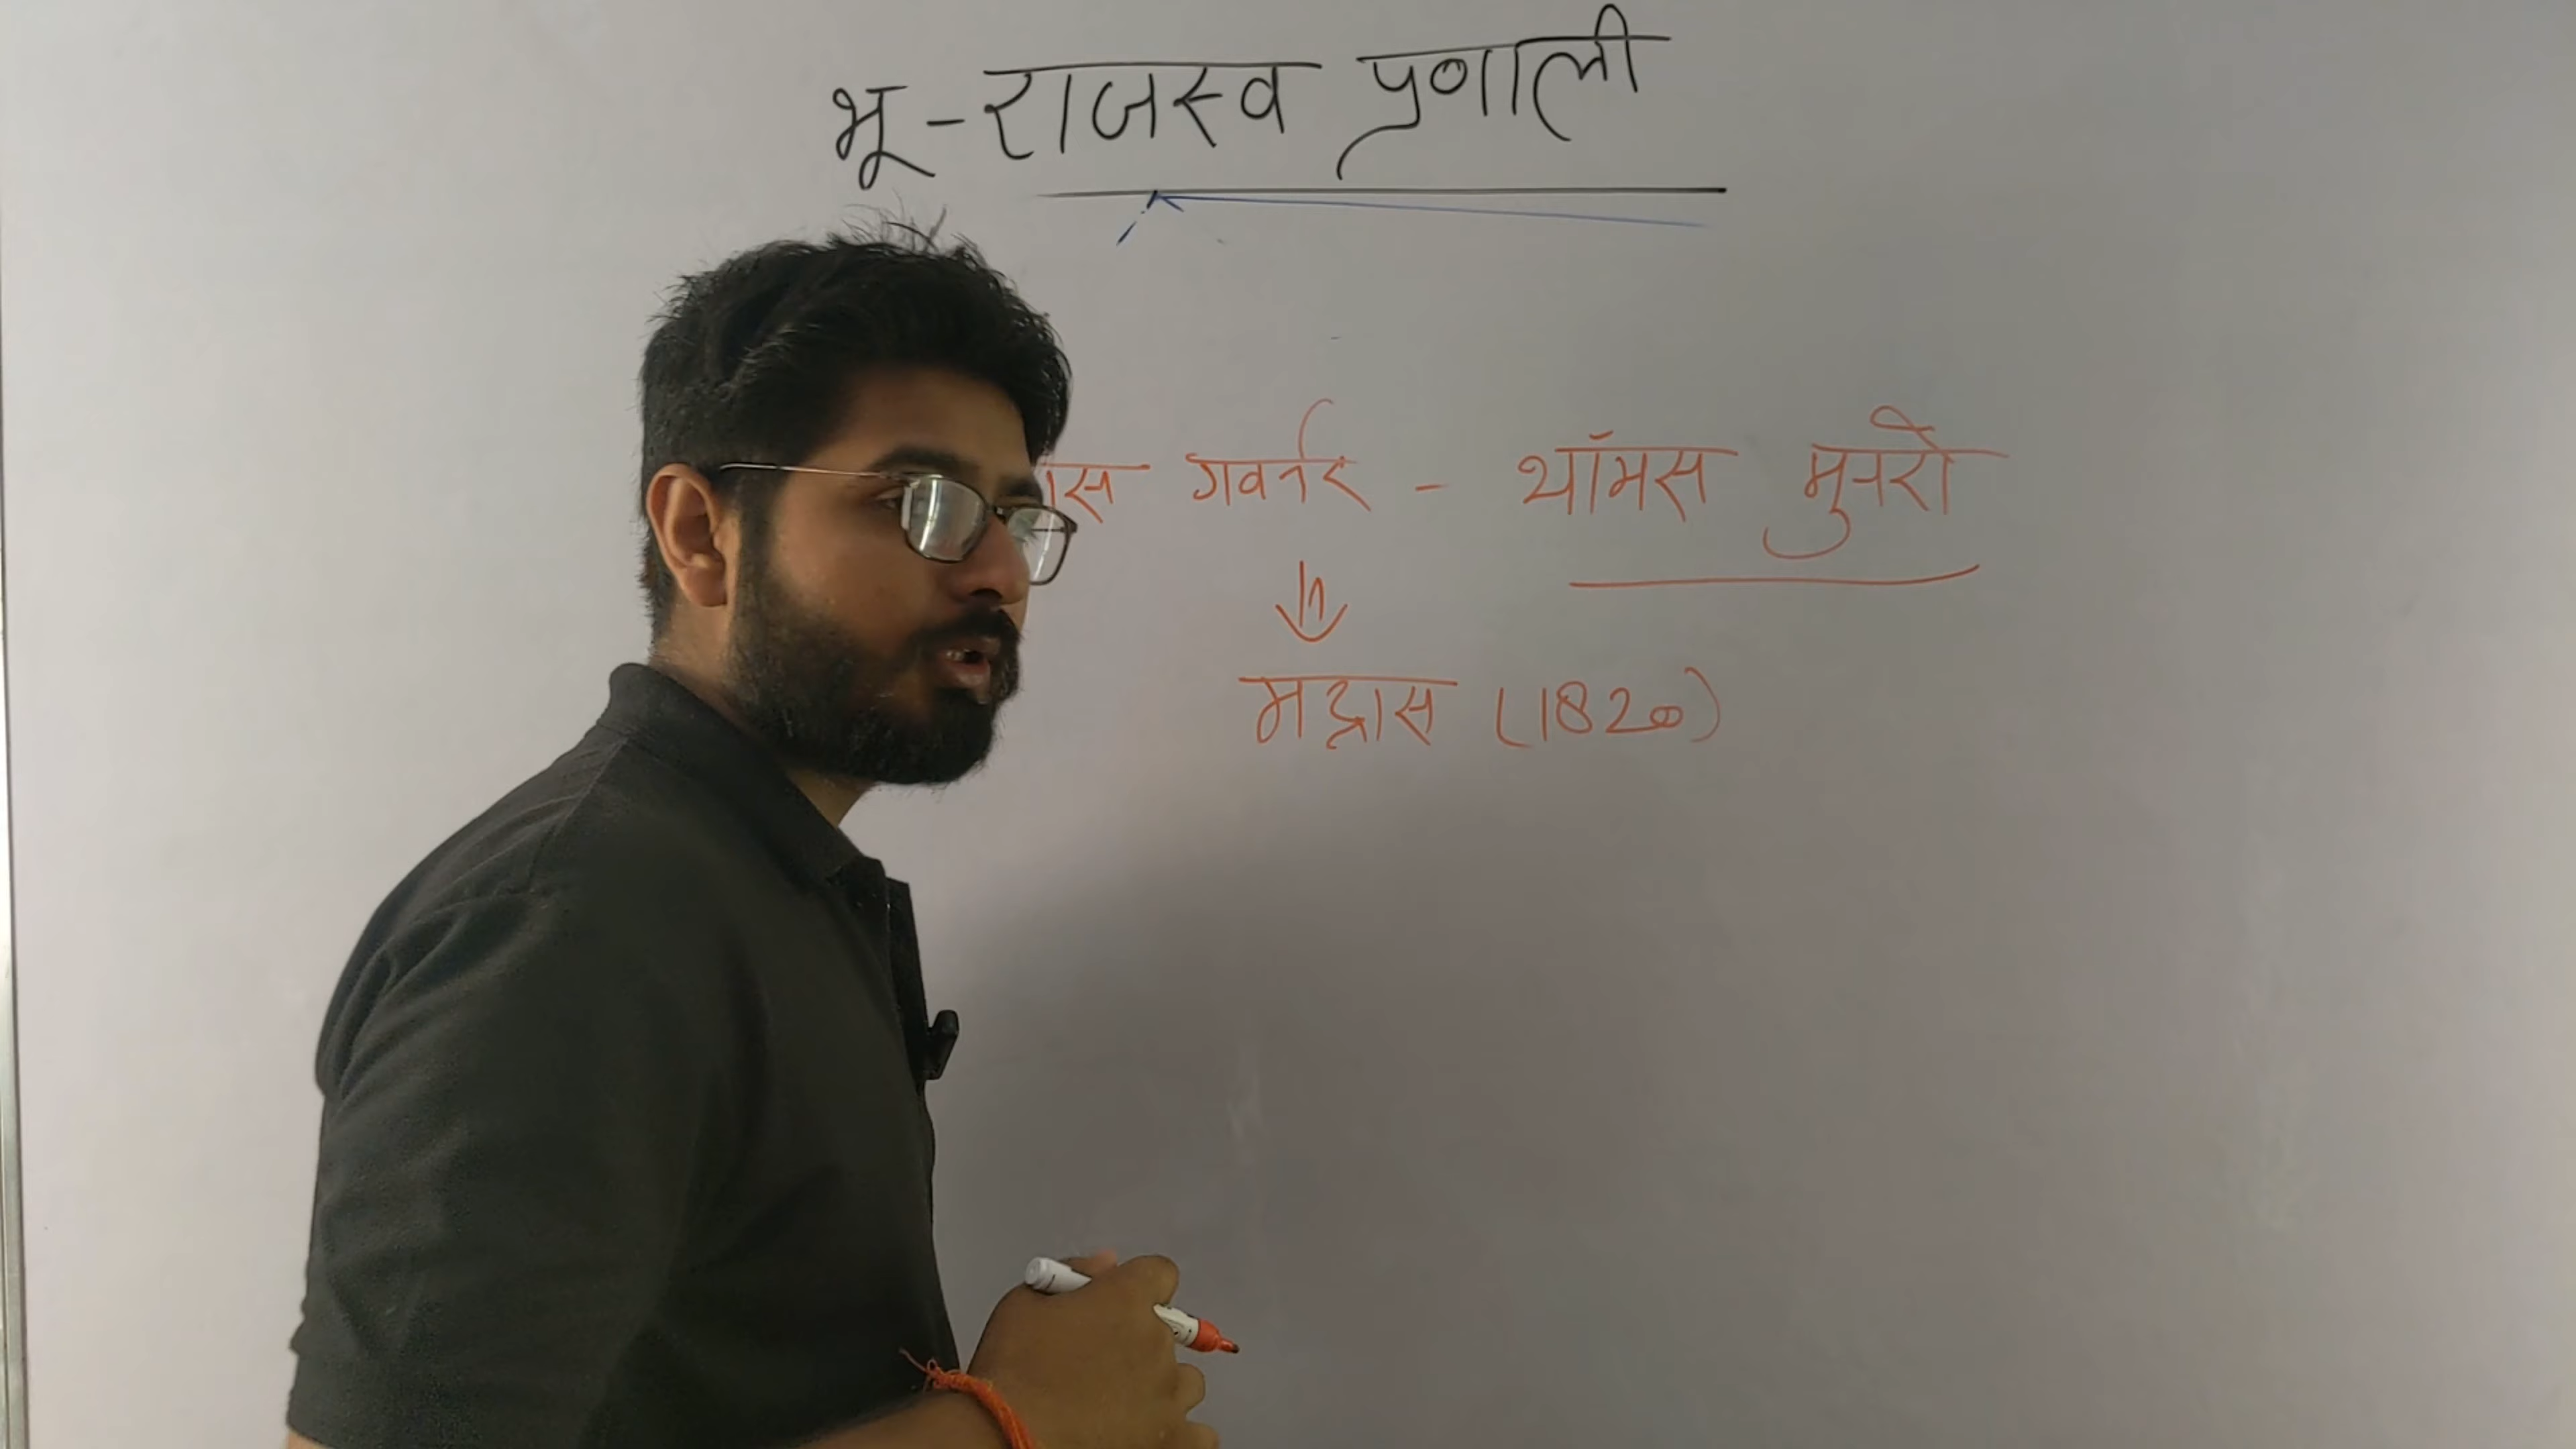 भू-राजस्व प्रणाली
गवर्नर - थॉमस मुनरो
मद्रास (1820)